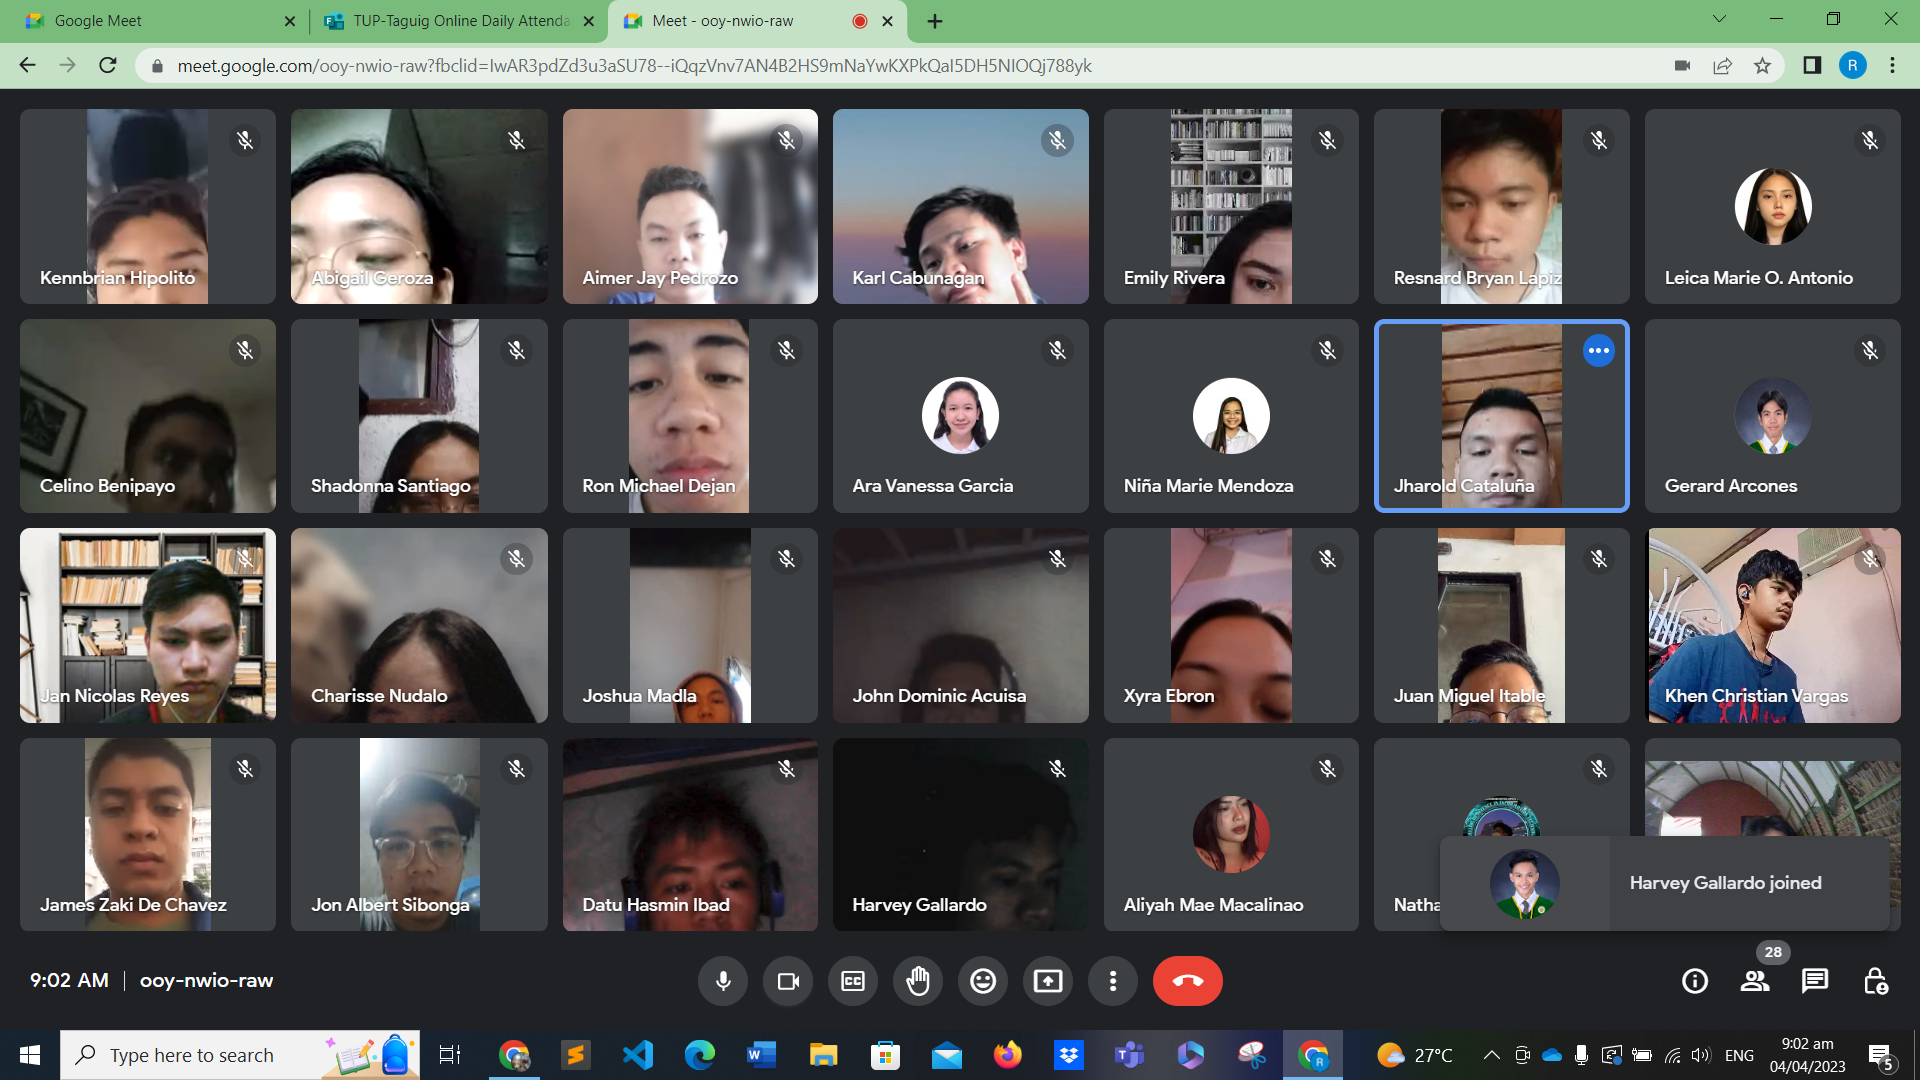 Google Meet
TUP-Taguig Online Daily Attenda
Meet - ooy-nwio-raw
meet.google.com/ooy-nwio-raw?fbclid=IwAR3pdZd3u3aSU78--iQqzVnv7AN4B2HS9mNaYwKXPkQaI5DH5NIOQj788yk
R
Kennbrian Hipolito
Abigail Geroza
Aimer Jay Pedrozo
Karl Cabunagan
Emily Rivera
Resnard Bryan Lapiz
Leica Marie O. Antonio
Celino Benipayo
Shadonna Santiago
Ron Michael Dejan
Ara Vanessa Garcia
Niña Marie Mendoza
Jharold Cataluña
Gerard Arcones
Jan Nicolas Reyes
Charisse Nudalo
Joshua Madla
John Dominic Acuisa
Xyra Ebron
Juan Miguel Itable
Khen Christian Vargas
James Zaki De Chavez
Jon Albert Sibonga
Datu Hasmin Ibad
Harvey Gallardo
Aliyah Mae Macalinao
Natha
Harvey Gallardo joined
9:02 AM
ooy-nwio-raw
28
Type here to search
27°C
ENG
9:02 am
04/04/2023
5